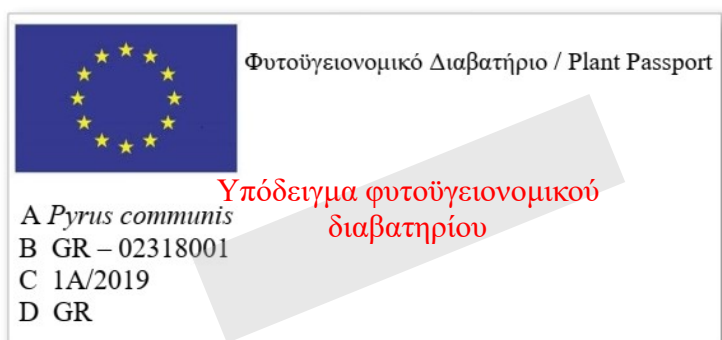 Φυτοϋγειονομικό Διαβατήριο / Plant Passport
Υπόδειγμα φυτοϋγειονομικού
διαβατηρίου
A Pyrus communis
B GR – 02318001
C 1A/2019
D GR